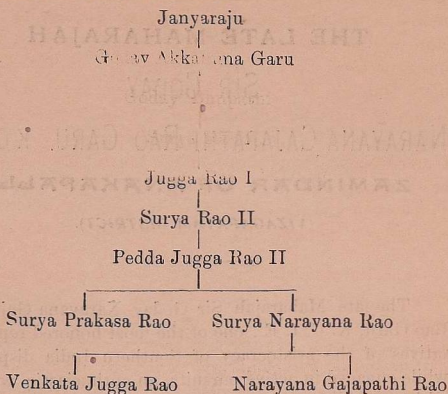 Janyaraju
Garu
Jugga Rao I
Surya Rao II
Pedda Jugga Rao II
Surya Prakasa Rao Surya Narayana Rao
Venkata Jugga Rao Narayana Gajapathi Rao